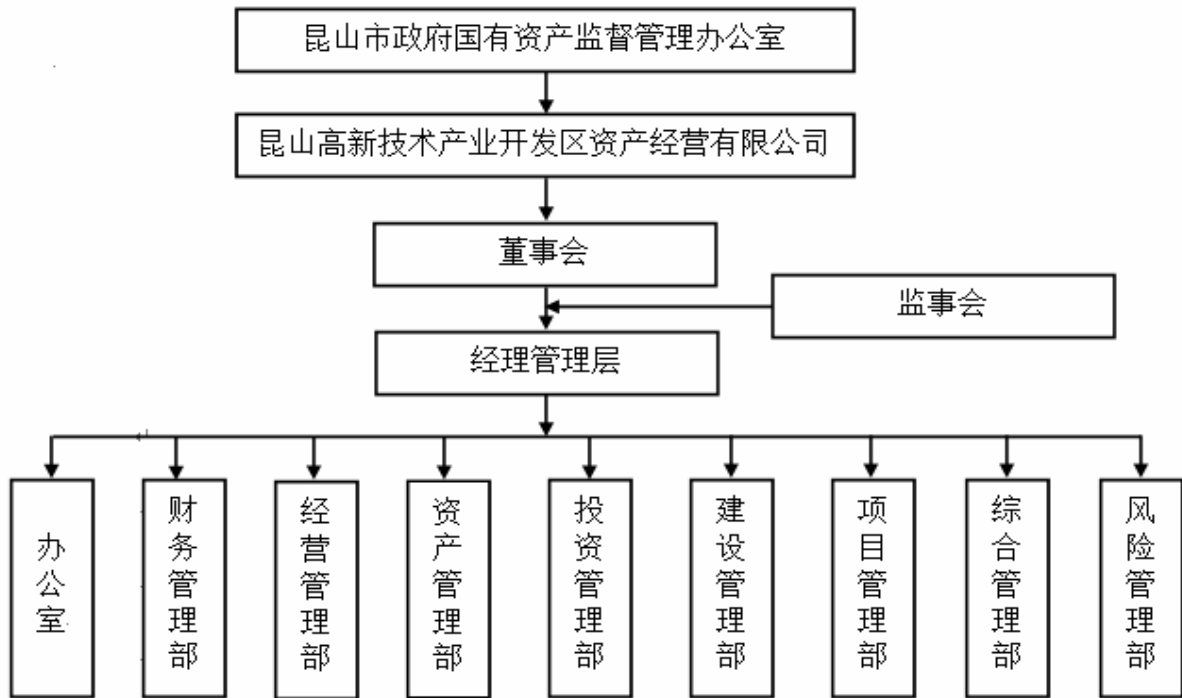 昆山市政府国有资产监督管理办公室
昆山高新技术产业开发区资产经营有限公司
董事会
监事会
经理管理层
办公室
财务管理部
经营管理部
资产管理部
投资管理部
建设管理部
项目管理部
综合管理部
风险管理部